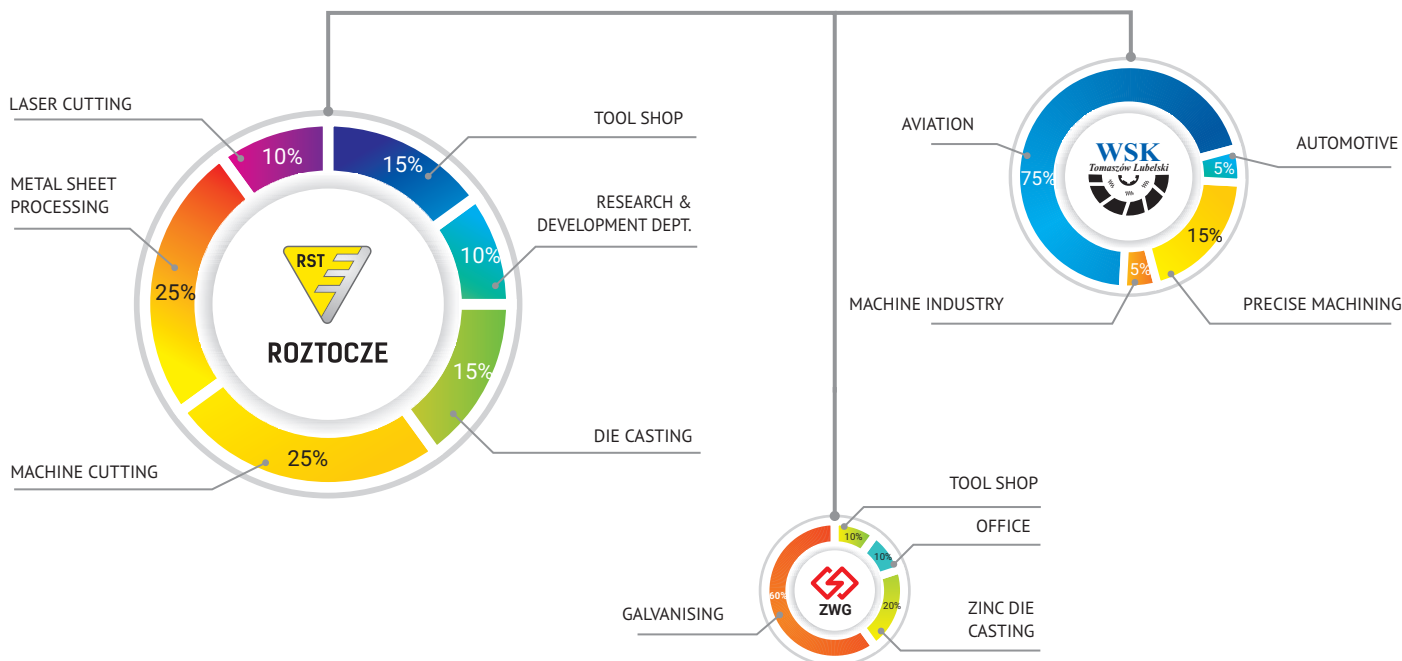 LASER CUTTING
10%
15%
TOOL SHOP
METAL SHEET
PROCESSING
RESEARCH &
DEVELOPMENT DEPT.
10%
25%
RST
ROZTOCZE
15%
DIE CASTING
MACHINE CUTTING
25%
AVIATION
AUTOMOTIVE
WSK
Tomaszów Lubelski
75%
5%
15%
5%
MACHINE INDUSTRY
PRECISE MACHINING
TOOL SHOP
10%
OFFICE
10%
60%
ZWG
20%
GALVANISING
ZINC DIE
CASTING